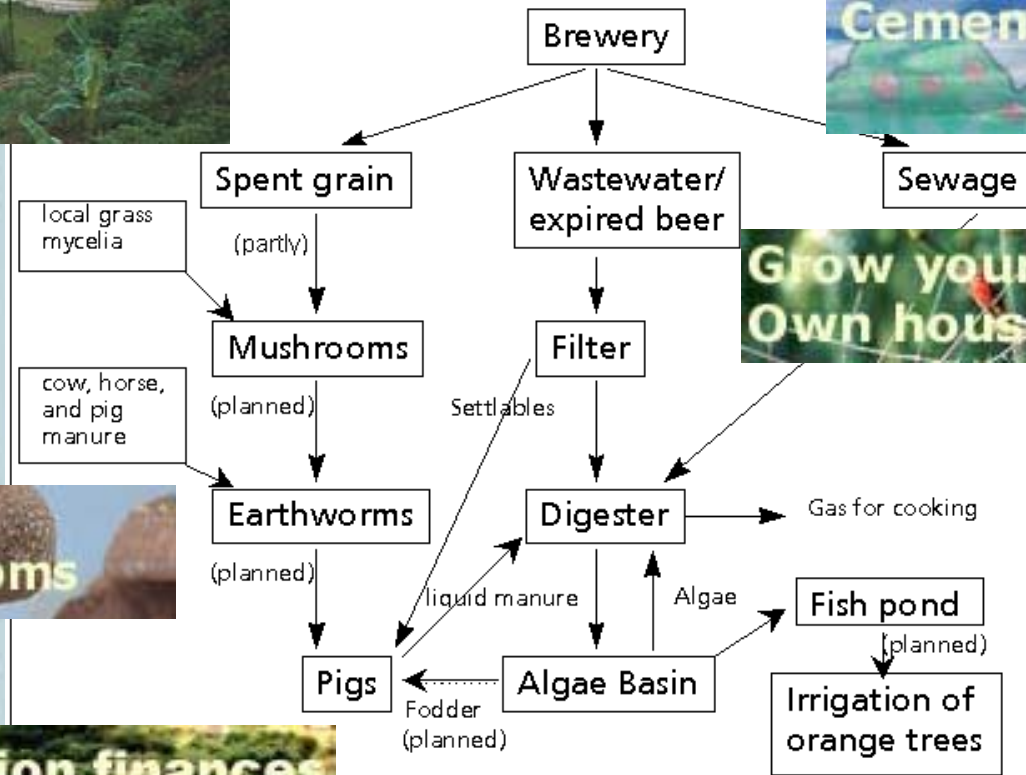 Brewery
Cemen
Spent grain
Wastewater/
expired beer
Sewage
local grass
mycelia
(partly)
Grow your
Own hous
Mushrooms
Filter
cow, horse,
and pig
manure
(planned)
Settlables
Earthworms
Digester
Gas for cooking
oms
(planned)
liquid manure
Algae
Fish pond
(planned)
Pigs
Algae Basin
Fodder
(planned)
Irrigation of
orange trees
ion finances